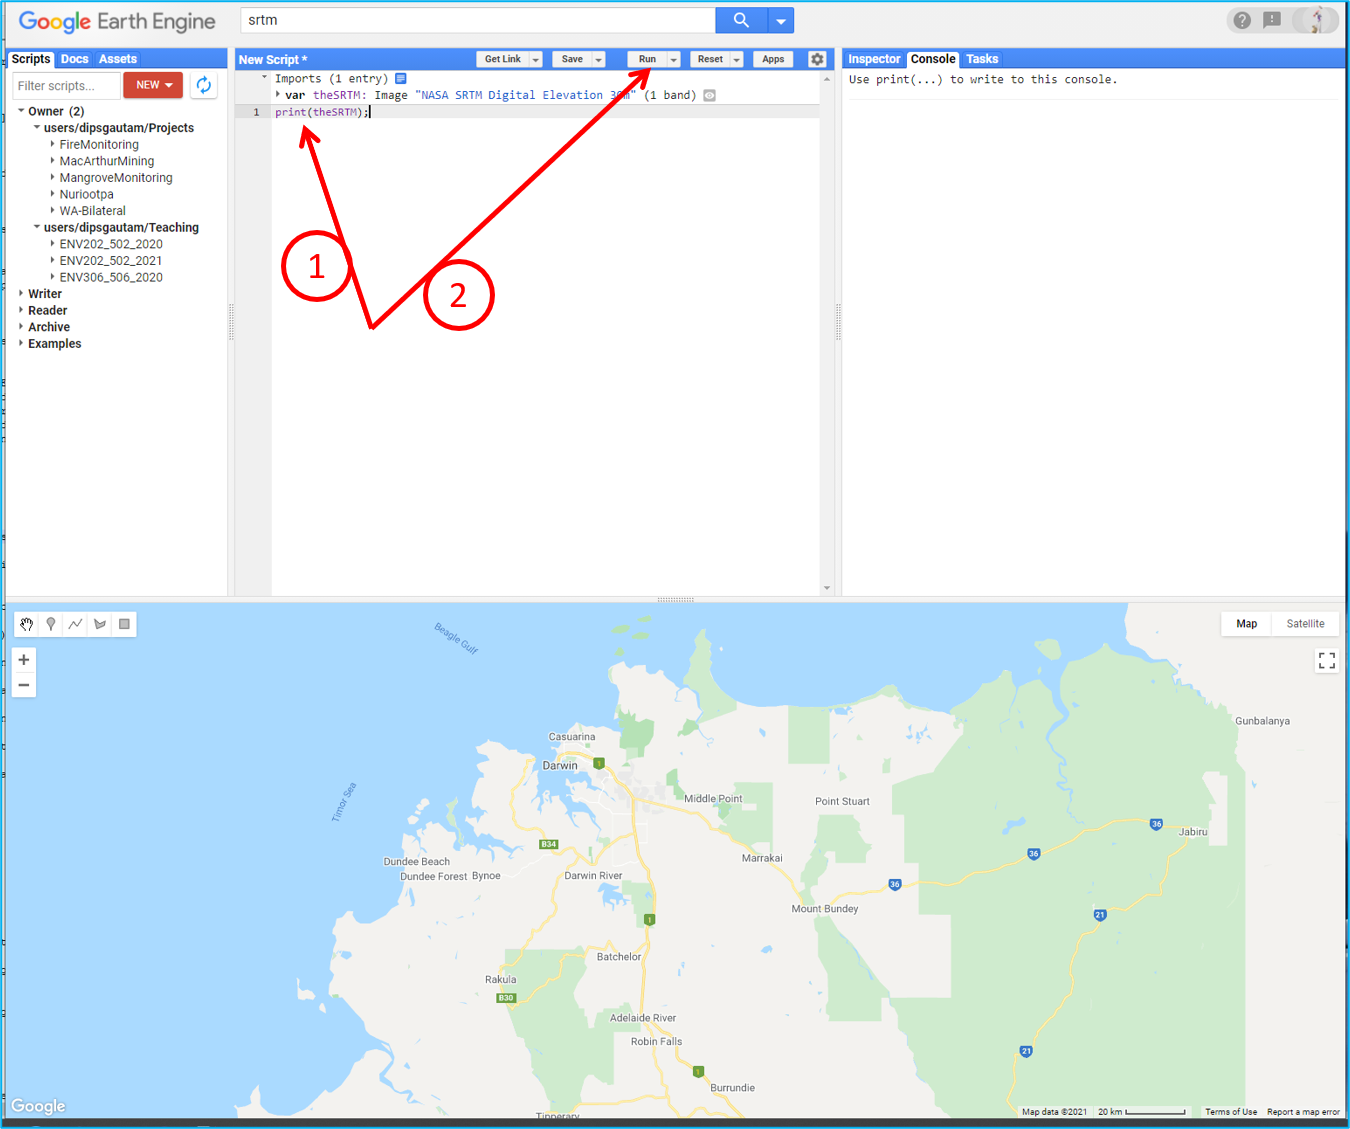 Google Earth Engine
srtm
Scripts Docs Assets
New Script *
Get Link Save Run Reset Apps
Inspector Console Tasks
Filter scripts...
NEW
Imports (1 entry)
var theSRTM: Image "NASA SRTM Digital Elevation 30m" (1 band)
1 print(theSRTM);
Use print(...) to write to this console.
Owner (2)
users/dipsgautam/Projects
FireMonitoring
MacArthurMining
MangroveMonitoring
Nuriootpa
WA-Bilateral
users/dipsgautam/Teaching
ENV202_502_2020
ENV202_502_2021
ENV306_506_2020
Writer
Reader
Archive
Examples
1
2
Map Satellite
Beagle Gulf
Gunbalanya
Casuarina
Darwin
1
Timor Sea
Middle Point
Point Stuart
36
Jabiru
B34
36
Dundee Beach
Marrakai
Dundee Forest Bynoe
Darwin River
36
Mount Bundey
21
1
Batchelor
Rakula
B30
Adelaide River
Robin Falls
21
1
Burrundie
Tipperary
Google
Map data ©2021 20 km Terms of Use Report a map error